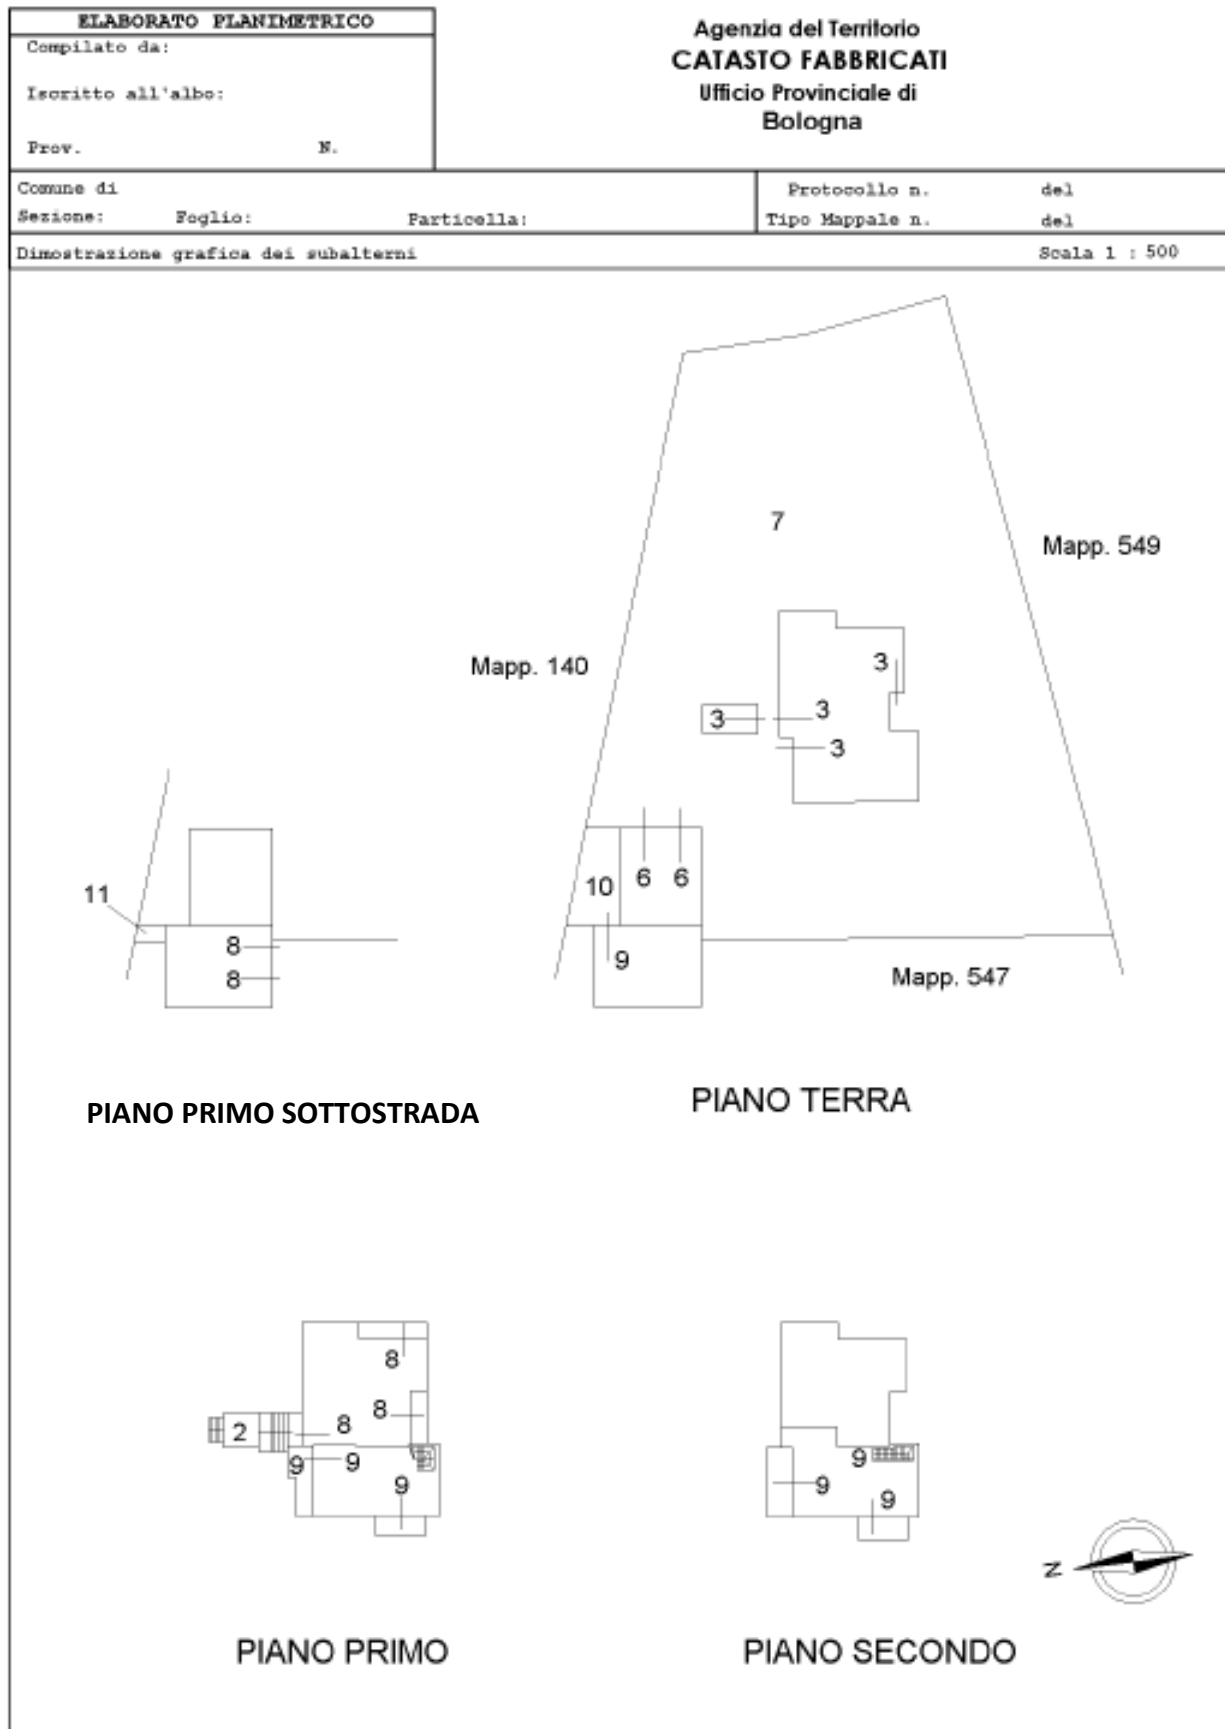 ELABORATO PLANIMETRICO
Compilato da:
Iscritto all'albo:
Prov. N.
Agenzia del Territorio
CATASTO FABBRICATI
Ufficio Provinciale di
Bologna
Comune di
Sezione: Foglio: Particella:
Protocollo n. del
Tipo Mappale n. del
Dimostrazione grafica dei subalterni Scala 1 : 500
7
Mapp. 549
Mapp. 140
3
3
3
3
11
8
8
10
6
6
9
Mapp. 547
PIANO PRIMO SOTTOSTRADA
PIANO TERRA
8
8
8
2
9
9
9
9
9
9
N
PIANO PRIMO
PIANO SECONDO